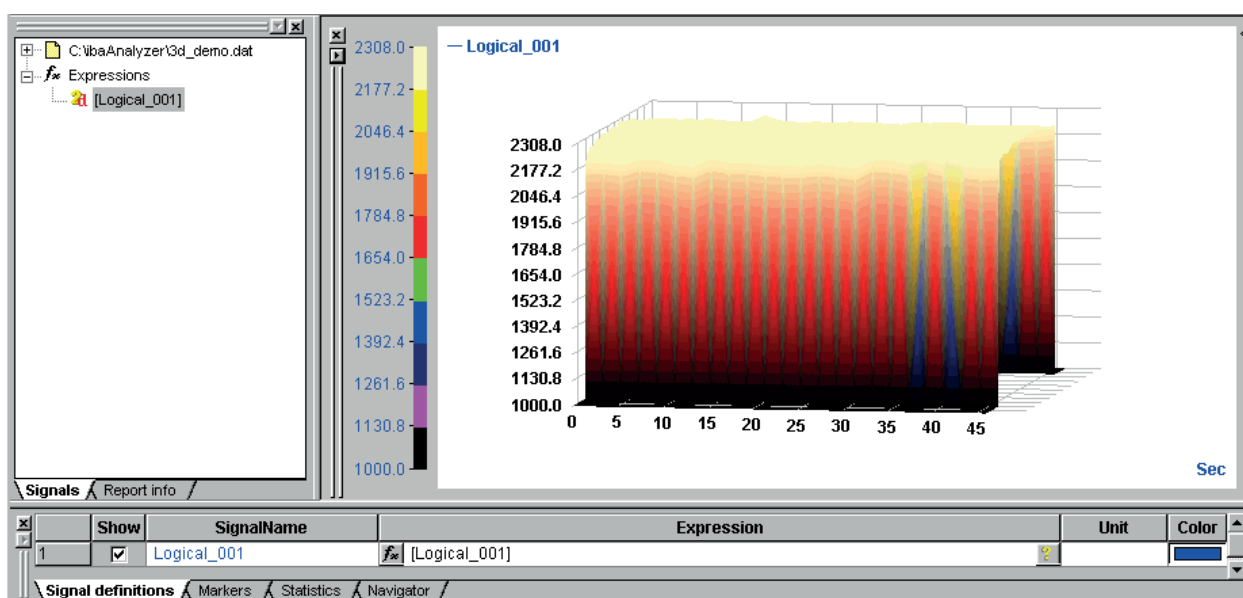 C:\ibaAnalyzer\3d_demo.dat
Expressions
[Logical_001]
Signals
Report info
2308.0
2177.2
2046.4
1915.6
1784.8
1654.0
1523.2
1392.4
1261.6
1130.8
1000.0
Logical_001
2308.0
2177.2
2046.4
1915.6
1784.8
1654.0
1523.2
1392.4
1261.6
1130.8
1000.0
0 5 10 15 20 25 30 35 40 45
Sec
Show SignalName Expression Unit Color
1 Logical_001 fx [Logical_001] ?
Signal definitions Markers Statistics Navigator